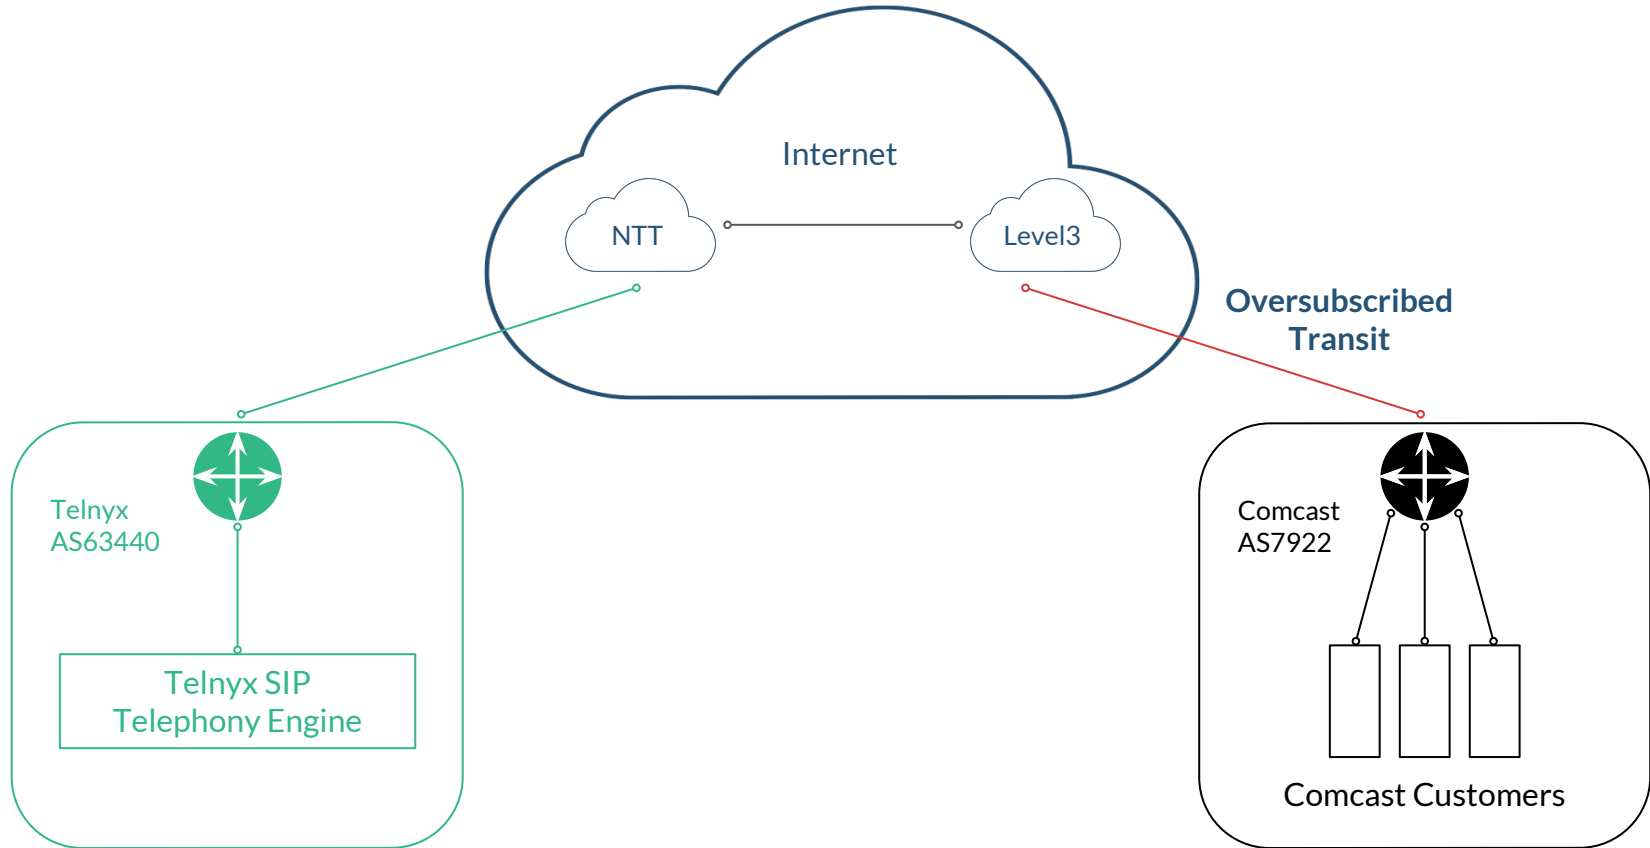 Internet
NTT
Level3
Oversubscribed
Transit
Telnyx
AS63440
Telnyx SIP
Telephony Engine
Comcast
AS7922
Comcast Customers